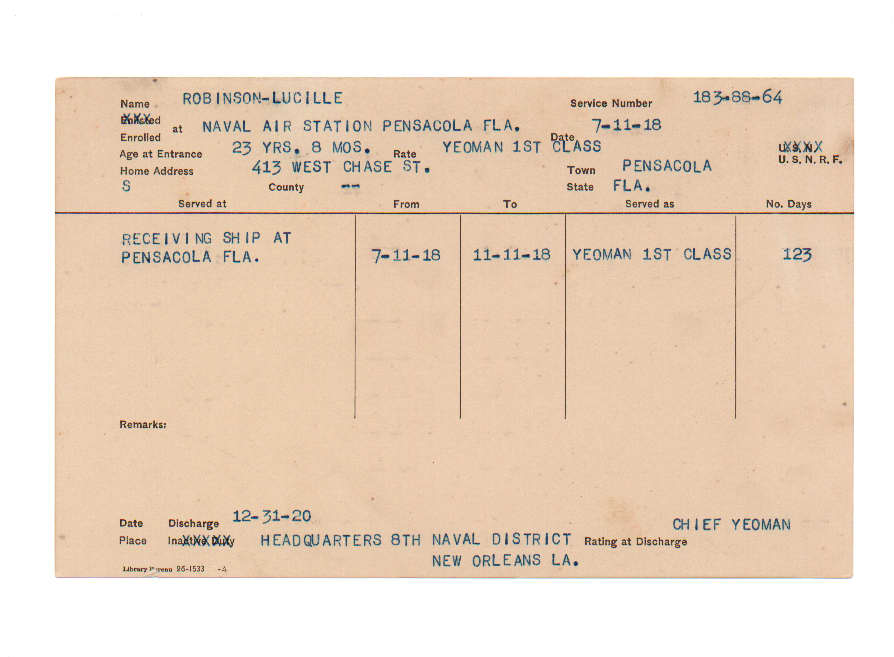 Name ROBINSON-LUCILLE Service Number 183-88-64
Enlisted
Enrolled at NAVAL AIR STATION PENSACOLA FLA. Date 7-11-18
Age at Entrance 23 YRS. 8 MOS. Rate YEOMAN 1ST CLASS U.S.N.
U. S. N. R. F.
Home Address 413 WEST CHASE ST. Town PENSACOLA
S County -- State FLA.
Served at From To Served as No. Days
RECEIVING SHIP AT
PENSACOLA FLA. 7-11-18 11-11-18 YEOMAN 1ST CLASS 123
Remarks:
Date Discharge 12-31-20 CHIEF YEOMAN
Place Inactive Duty HEADQUARTERS 8TH NAVAL DISTRICT Rating at Discharge
NEW ORLEANS LA.
Library Bureau 26-1533 -A